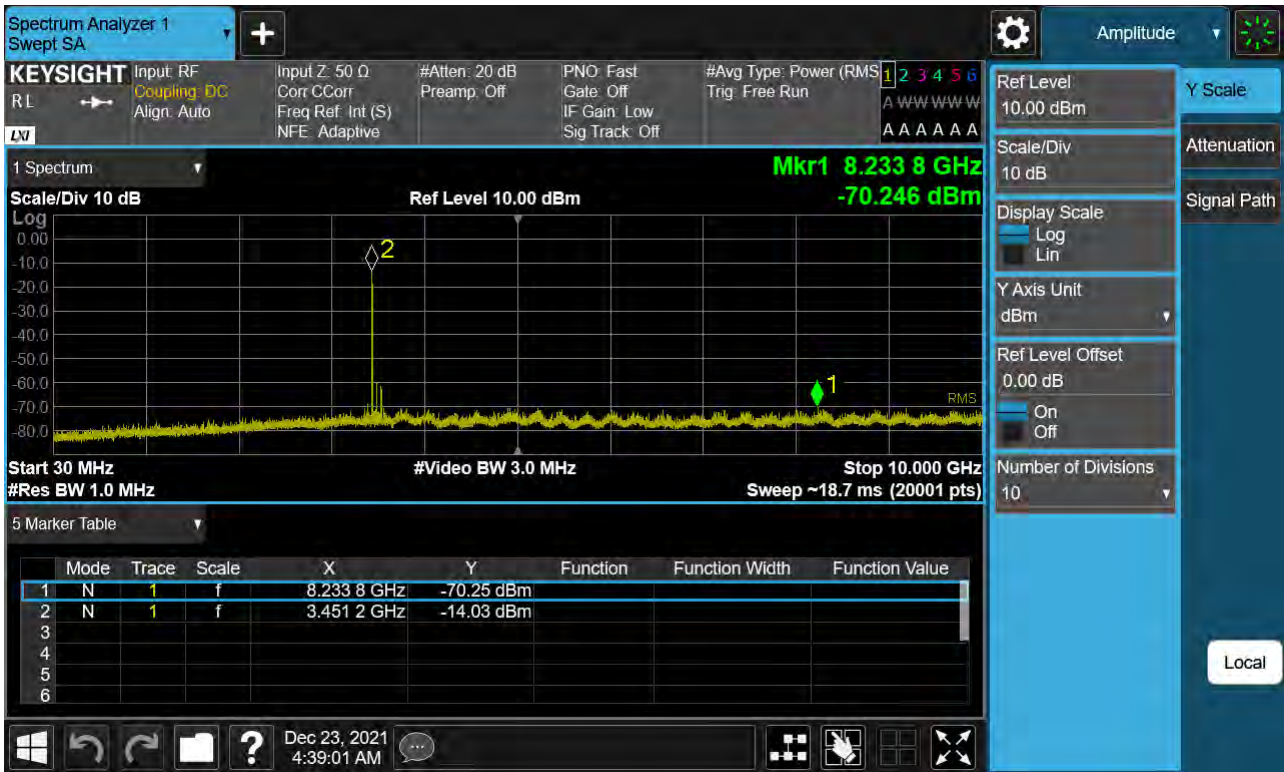 Spectrum Analyzer 1
Swept SA
+
Amplitude
KEYSIGHT
RL
LXI
Input: RF
Coupling: DC
Align: Auto
Input Z: 50 Ω
Corr CCorr
Freq Ref: Int (S)
NFE: Adaptive
#Atten: 20 dB
Preamp: Off
PNO: Fast
Gate: Off
IF Gain: Low
Sig Track: Off
#Avg Type: Power (RMS
Trig: Free Run
1 2 3 4 5 6
A W W W W W
A A A A A A
1 Spectrum
Mkr1 8.233 8 GHz
-70.246 dBm
Scale/Div 10 dB
Ref Level 10.00 dBm
Log
0.00
-10.0
-20.0
-30.0
-40.0
-50.0
-60.0
-70.0
-80.0
2
1
RMS
Start 30 MHz
#Video BW 3.0 MHz
Stop 10.000 GHz
#Res BW 1.0 MHz
Sweep ~18.7 ms (20001 pts)
5 Marker Table
Mode Trace Scale X Y Function Function Width Function Value
1 N 1 f 8.233 8 GHz -70.25 dBm
2 N 1 f 3.451 2 GHz -14.03 dBm
3
4
5
6
Ref Level
10.00 dBm
Scale/Div
10 dB
Display Scale
Log
Lin
Y Axis Unit
dBm
Ref Level Offset
0.00 dB
On
Off
Number of Divisions
10
Y Scale
Attenuation
Signal Path
Local
?
Dec 23, 2021
4:39:01 AM